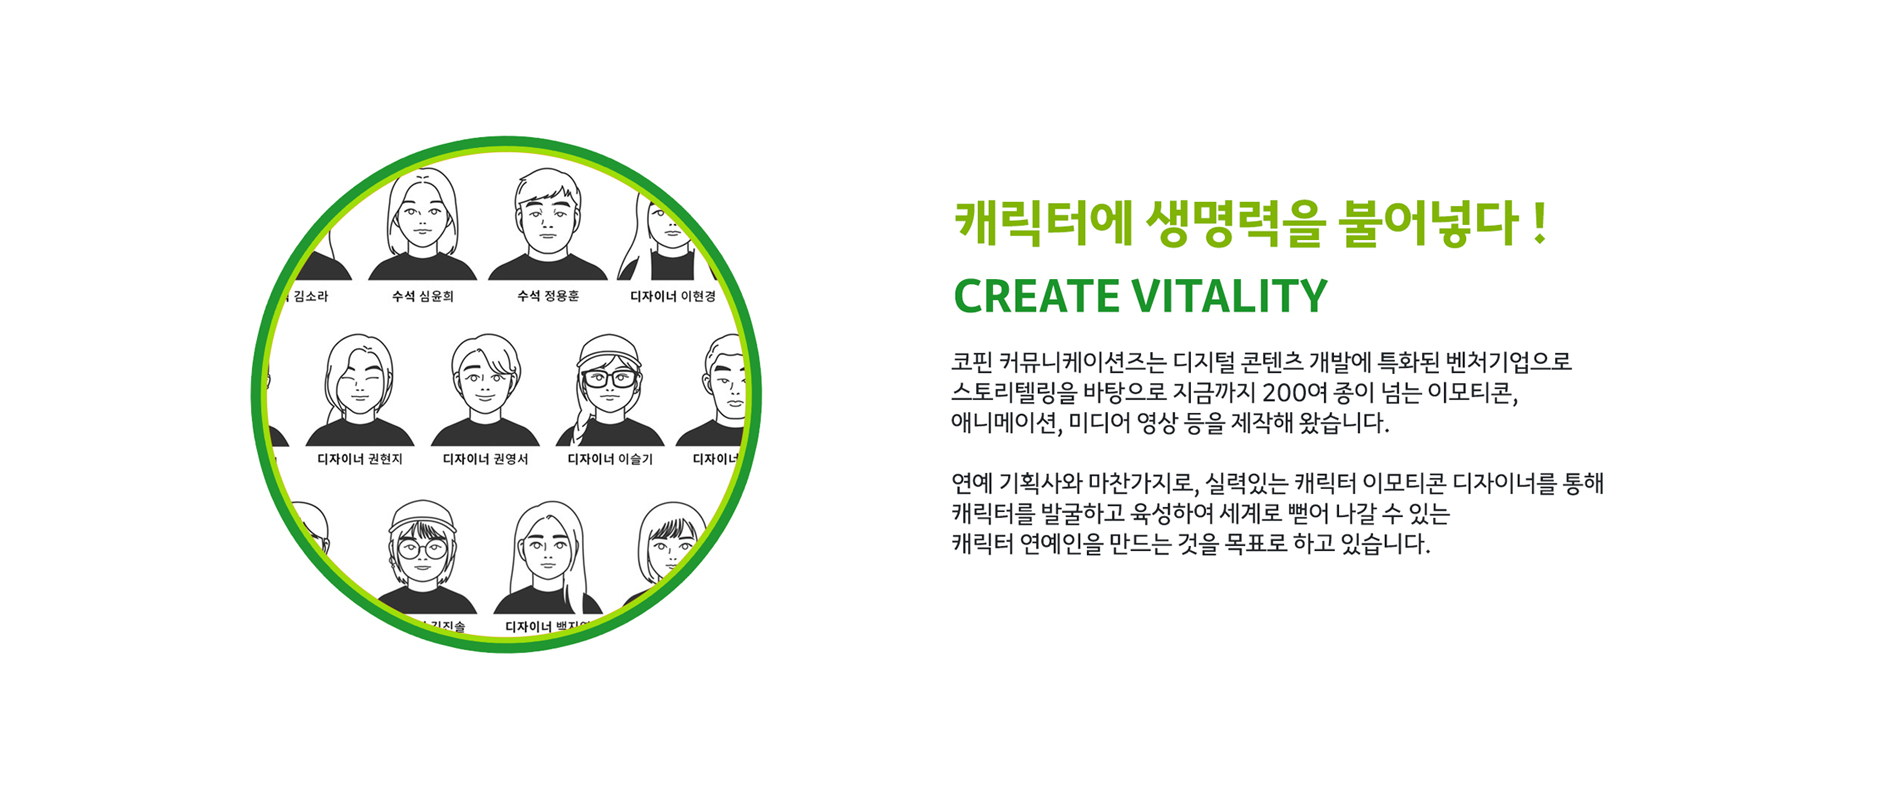 김소라
수석 심윤희
수석 정용훈
디자이너 이현경
디자이너 권현지
디자이너 권영서
디자이너 이슬기
디자이너
김진솔
디자이너
캐릭터에 생명력을 불어넣다 !
CREATE VITALITY
코핀 커뮤니케이션즈는 디지털 콘텐츠 개발에 특화된 벤처기업으로
스토리텔링을 바탕으로 지금까지 200여 종이 넘는 이모티콘,
애니메이션, 미디어 영상 등을 제작해 왔습니다.
연예 기획사와 마찬가지로, 실력있는 캐릭터 이모티콘 디자이너를 통해
캐릭터를 발굴하고 육성하여 세계로 뻗어 나갈 수 있는
캐릭터 연예인을 만드는 것을 목표로 하고 있습니다.